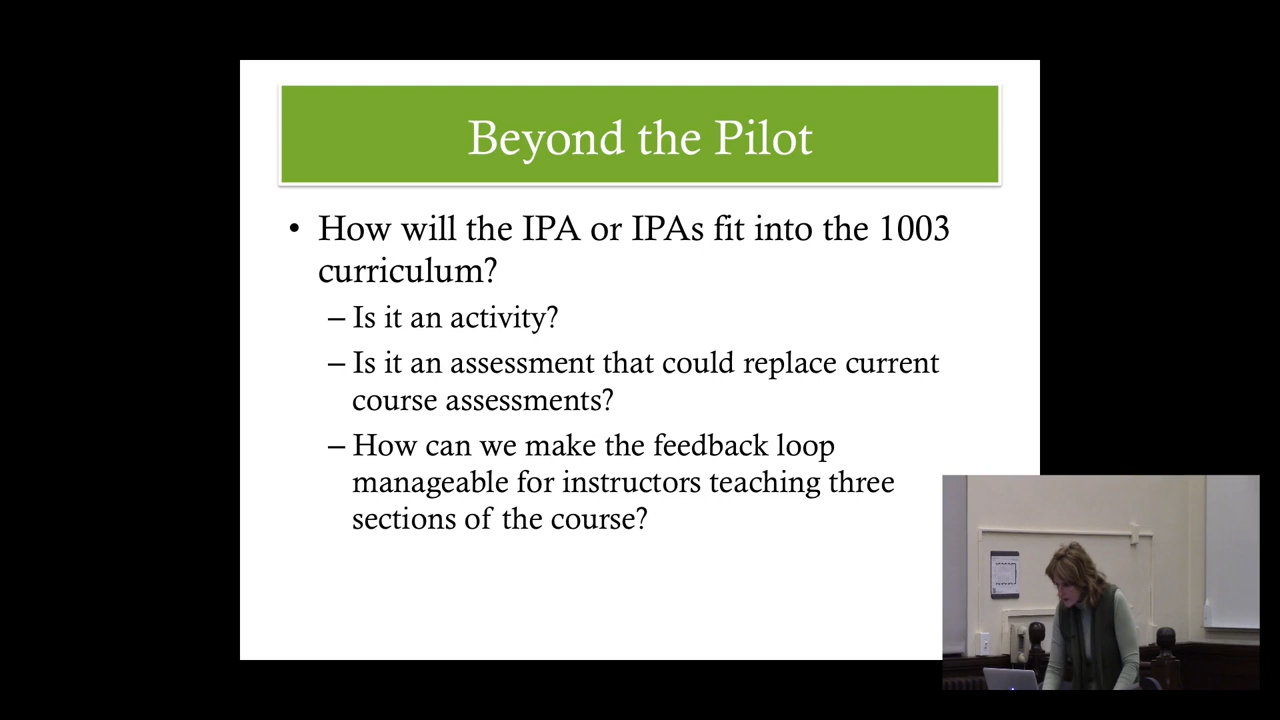 Beyond the Pilot
• How will the IPA or IPAs fit into the 1003
curriculum?
– Is it an activity?
– Is it an assessment that could replace current
course assessments?
– How can we make the feedback loop
manageable for instructors teaching three
sections of the course?